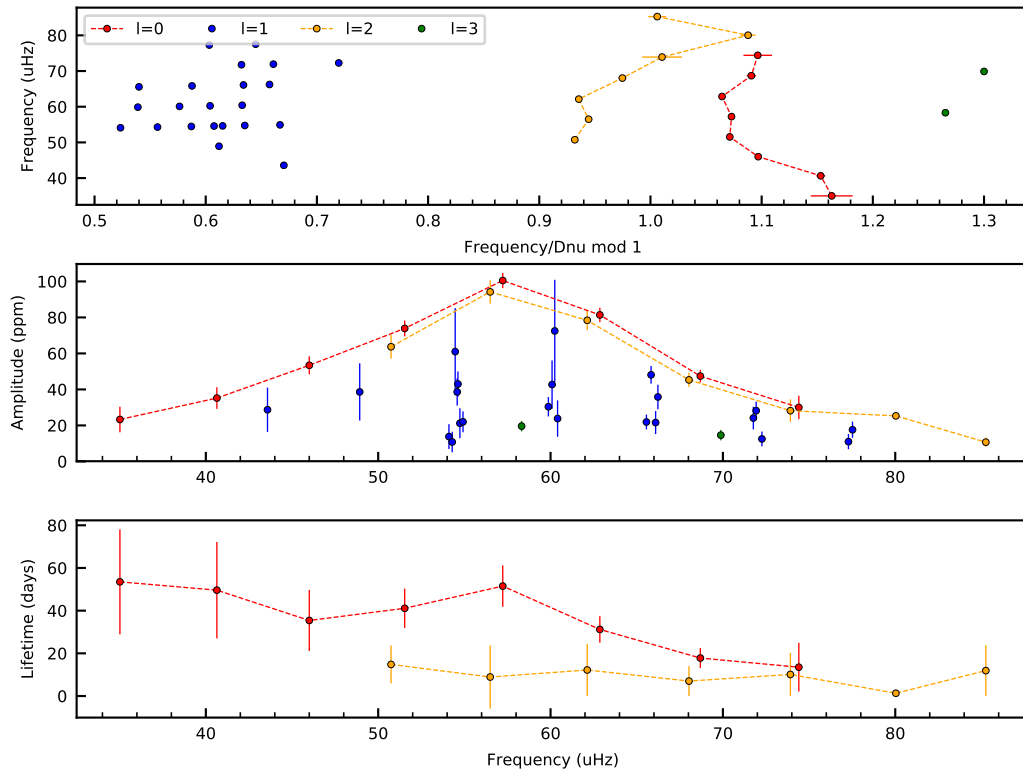 l=0 l=1 l=2 l=3
Frequency (uHz)
80
70
60
50
40
0.5 0.6 0.7 0.8 0.9 1.0 1.1 1.2 1.3
Frequency/Dnu mod 1
Amplitude (ppm)
100
80
60
40
20
0
40 50 60 70 80
Lifetime (days)
80
60
40
20
0
40 50 60 70 80
Frequency (uHz)